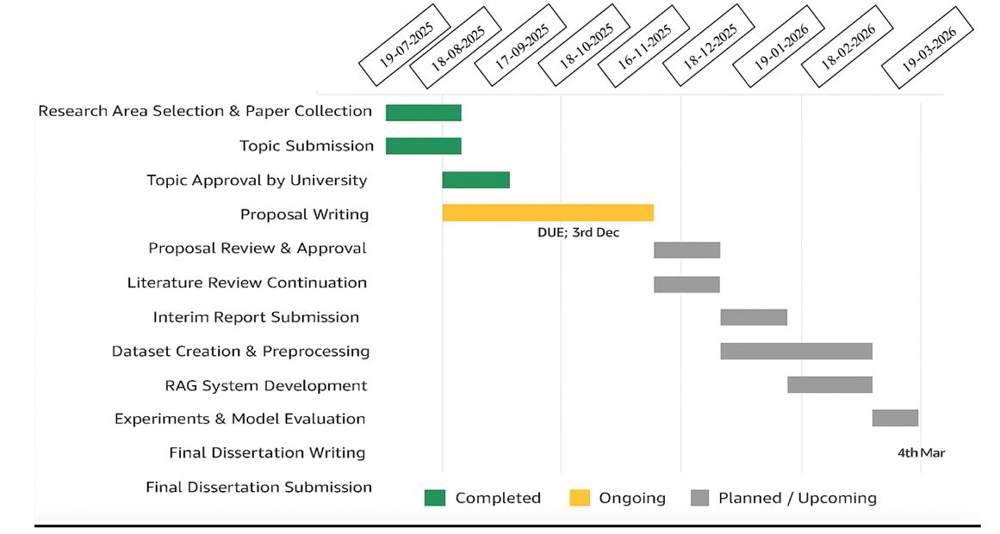 19-07-2025
18-08-2025
17-09-2025
18-10-2025
16-11-2025
18-12-2025
19-01-2026
18-02-2026
19-03-2026
Research Area Selection & Paper Collection
Topic Submission
Topic Approval by University
Proposal Writing
DUE; 3rd Dec
Proposal Review & Approval
Literature Review Continuation
Interim Report Submission
Dataset Creation & Preprocessing
RAG System Development
Experiments & Model Evaluation
Final Dissertation Writing
4th Mar
Final Dissertation Submission
Completed
Ongoing
Planned / Upcoming